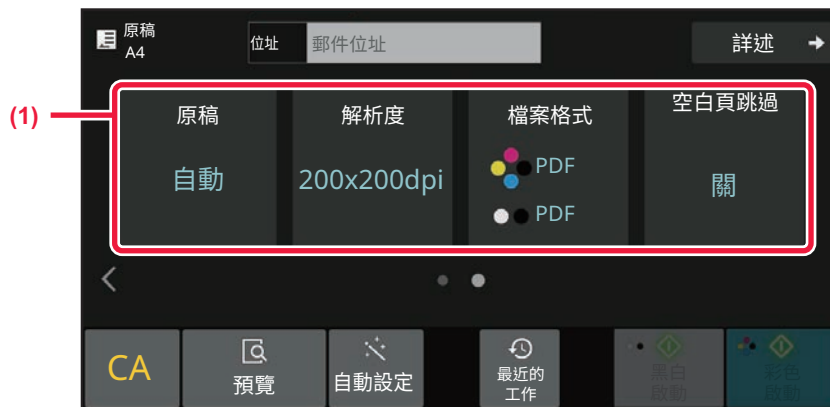 原稿
A4
位址
郵件位址
詳述
(1)
原稿
解析度
檔案格式
空白頁跳過
自動
200x200dpi
PDF
PDF
關
CA
預覽
自動設定
最近的
工作
黑白
啟動
彩色
啟動